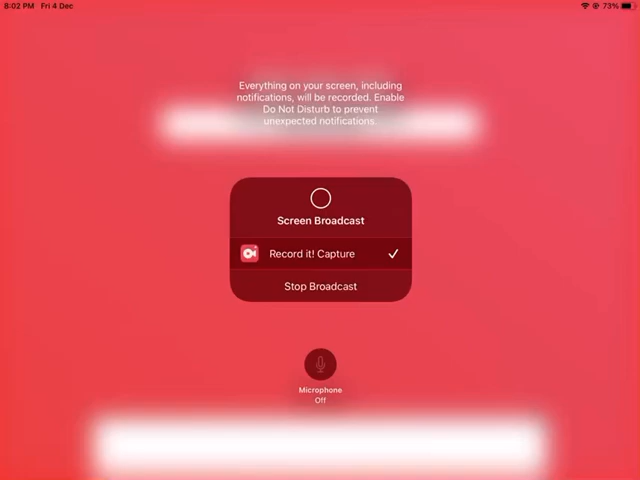 8:02 PM Fri 4 Dec
73%
Everything on your screen, including
notifications, will be recorded. Enable
Do Not Disturb to prevent
unexpected notifications.
Screen Broadcast
Record it! Capture
Stop Broadcast
Microphone
Off